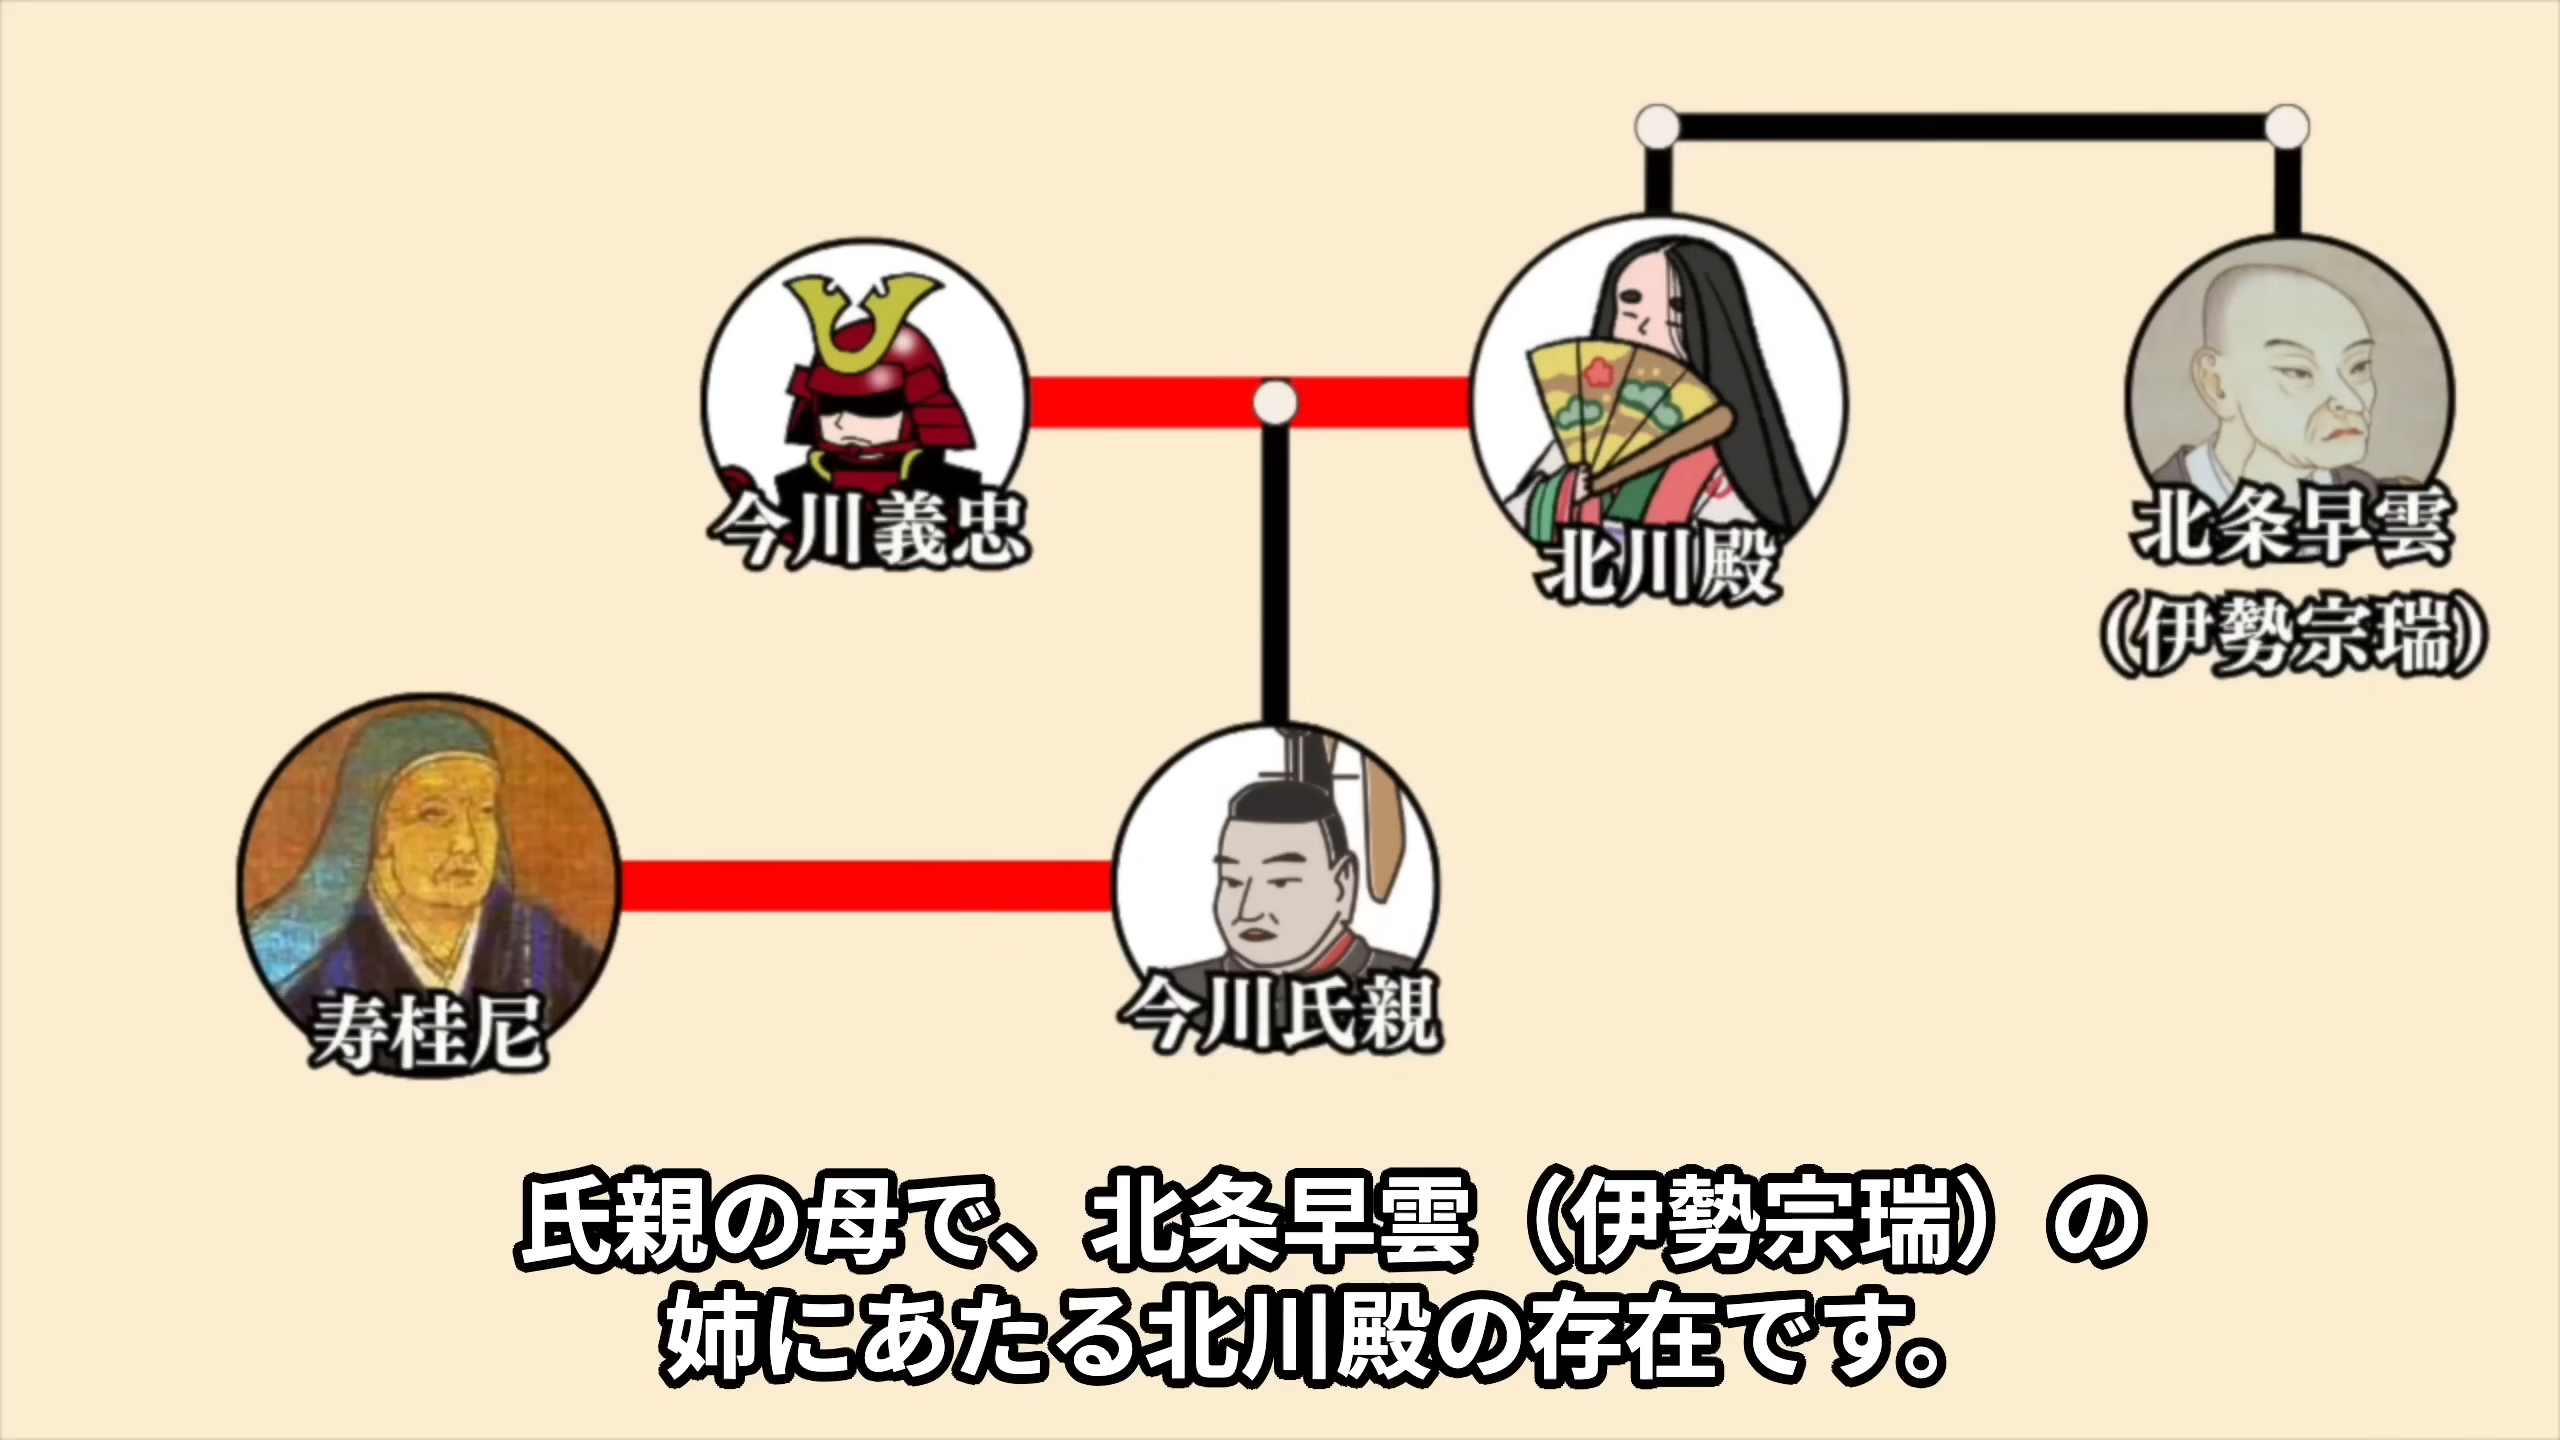 今川義忠
北川殿
北条早雲
（伊勢宗瑞）
寿桂尼
今川氏親
氏親の母で、北条早雲（伊勢宗瑞）の
姉にあたる北川殿の存在です。